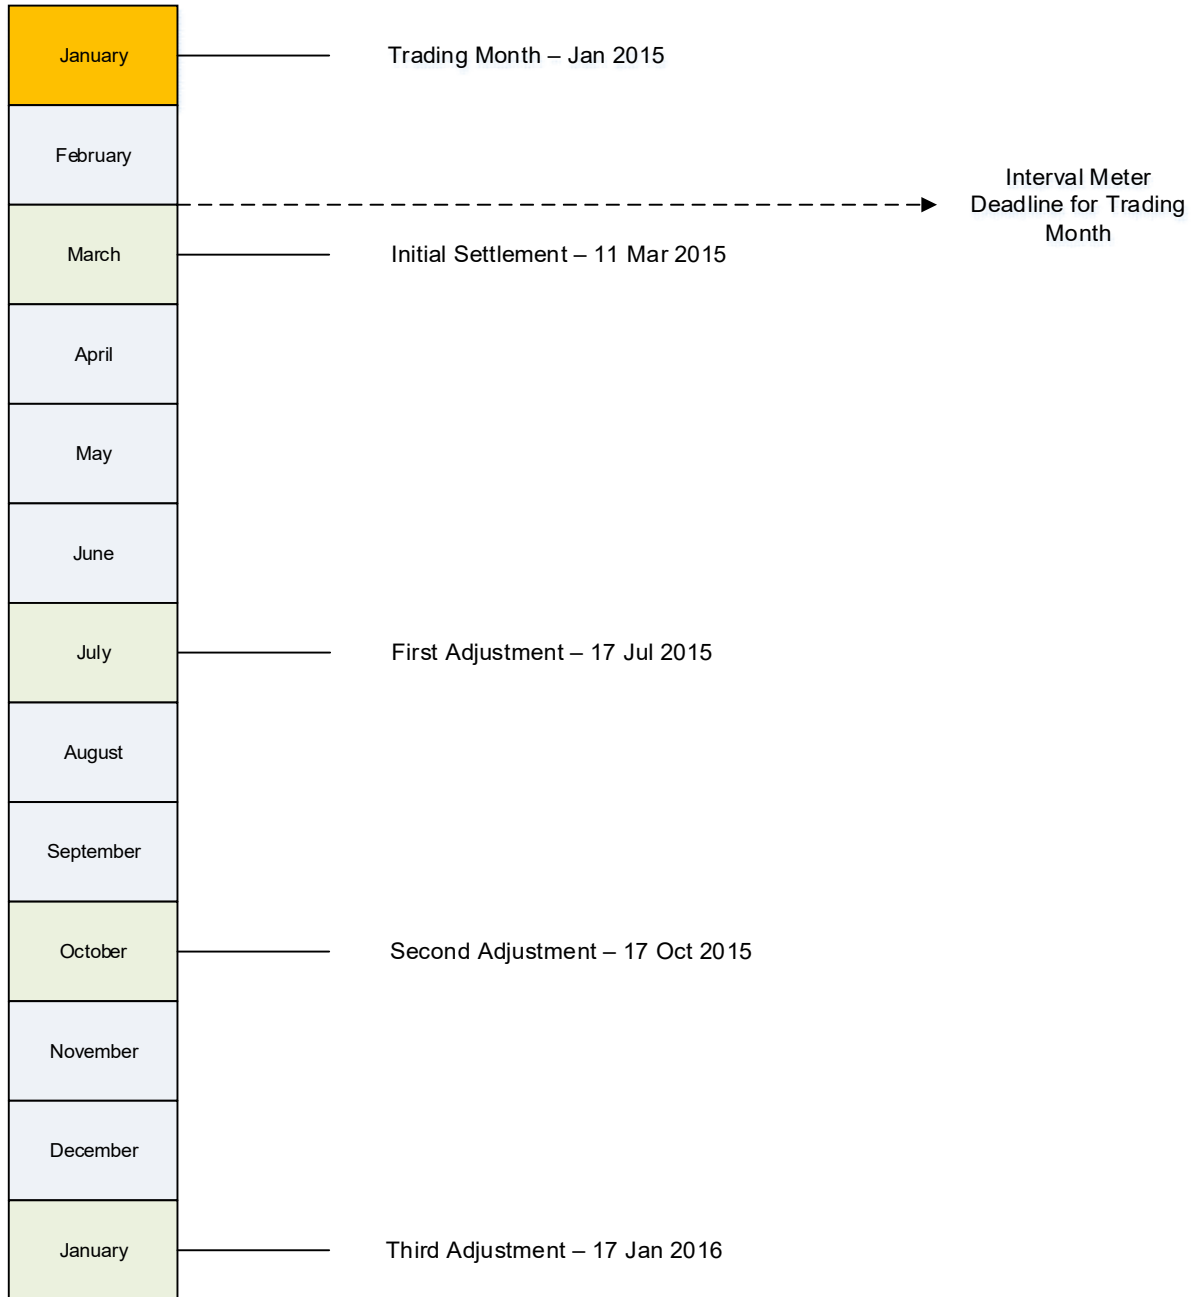 January
Trading Month – Jan 2015
February
Interval Meter
Deadline for Trading
Month
March
Initial Settlement – 11 Mar 2015
April
May
June
July
First Adjustment – 17 Jul 2015
August
September
October
Second Adjustment – 17 Oct 2015
November
December
January
Third Adjustment – 17 Jan 2016